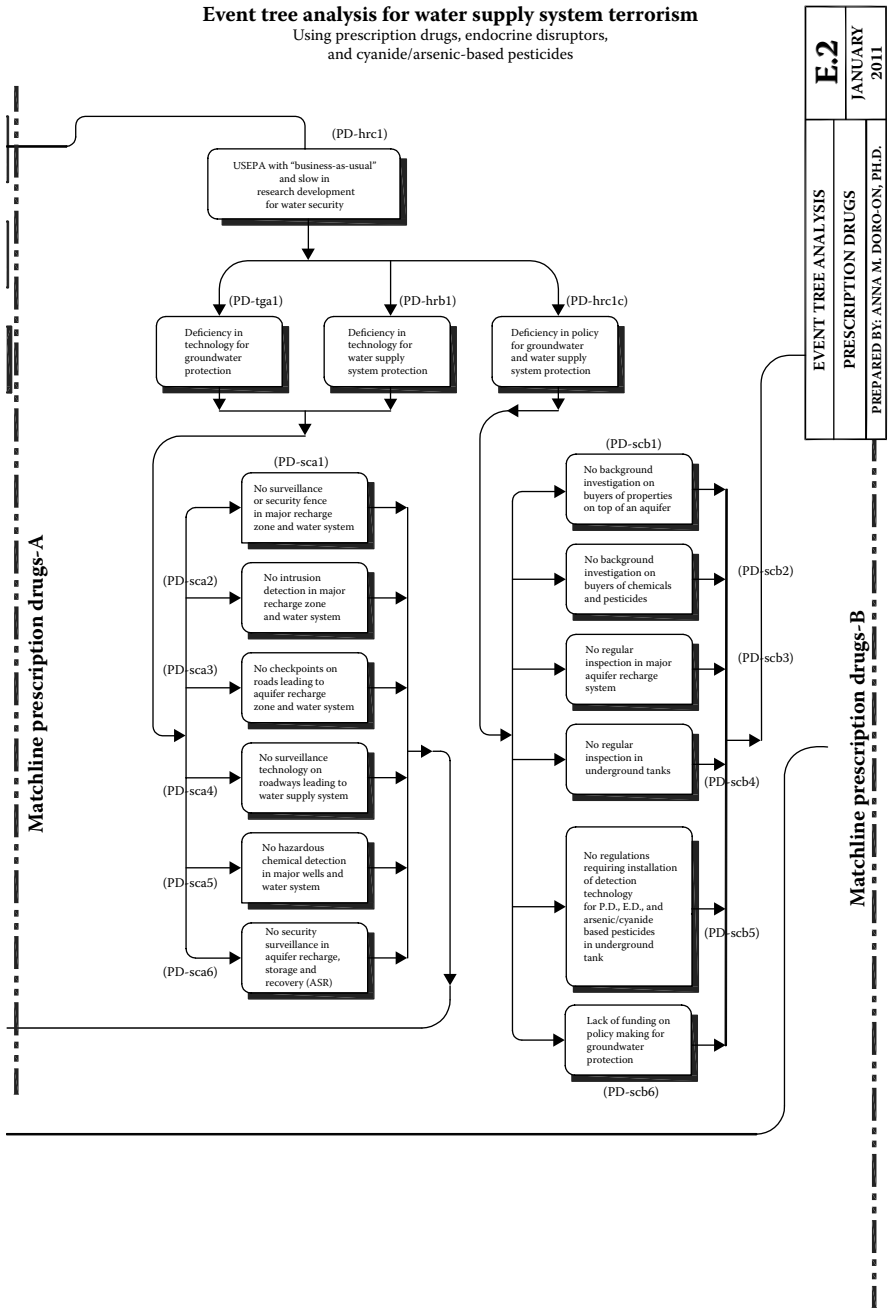 Event tree analysis for water supply system terrorism
Using prescription drugs, endocrine disruptors,
and cyanide/arsenic-based pesticides
E.2
JANUARY
2011
EVENT TREE ANALYSIS
PRESCRIPTION DRUGS
PREPARED BY: ANNA M. DORO-ON, PH.D.
Matchline prescription drugs-A
(PD-hrc1)
USEPA with “business-as-usual”
and slow in
research development
for water security
(PD-tga1)
Deficiency in
technology for
groundwater
protection
(PD-hrb1)
Deficiency in
technology for
water supply
system protection
(PD-hrc1c)
Deficiency in policy
for groundwater
and water supply
system protection
(PD-sca1)
No surveillance
or security fence
in major recharge
zone and water system
(PD-sca2)
No intrusion
detection in major
recharge zone
and water system
(PD-sca3)
No checkpoints on
roads leading to
aquifer recharge
zone and water system
(PD-sca4)
No surveillance
technology on
roadways leading to
water supply system
(PD-sca5)
No hazardous
chemical detection
in major wells and
water system
(PD-sca6)
No security
surveillance in
aquifer recharge,
storage and
recovery (ASR)
(PD-scb1)
No background
investigation on
buyers of properties
on top of an aquifer
(PD-scb2)
No background
investigation on
buyers of chemicals
and pesticides
(PD-scb3)
No regular
inspection in major
aquifer recharge
system
No regular
inspection in
underground tanks
(PD-scb4)
No regulations
requiring installation
of detection
technology
for P.D., E.D., and
arsenic/cyanide
based pesticides
in underground
tank
(PD-scb5)
Lack of funding on
policy making for
groundwater
protection
(PD-scb6)
Matchline prescription drugs-B